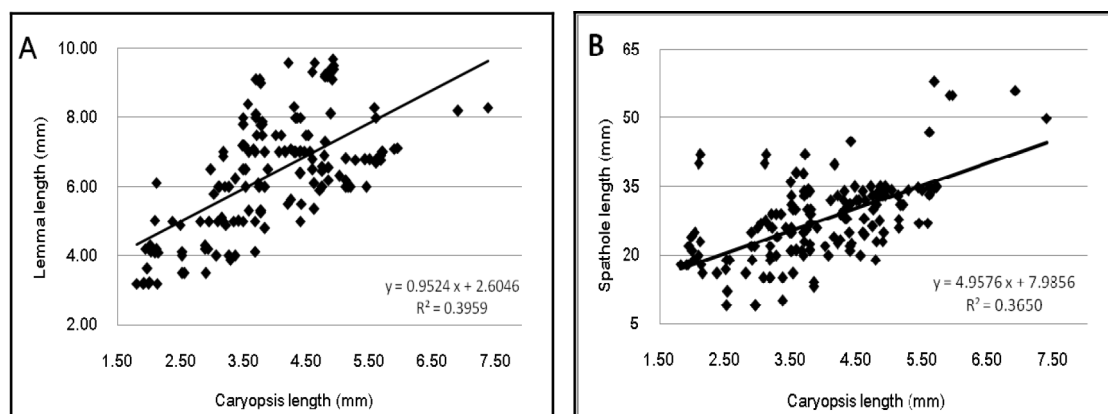 A
Lemma length (mm)
10.00
8.00
6.00
4.00
2.00
y = 0.9524 x + 2.6046
R² = 0.3959
1.50 2.50 3.50 4.50 5.50 6.50 7.50
Caryopsis length (mm)
B
Spathole length (mm)
65
50
35
20
5
y = 4.9576 x + 7.9856
R² = 0.3650
1.50 2.50 3.50 4.50 5.50 6.50 7.50
Caryopsis length (mm)